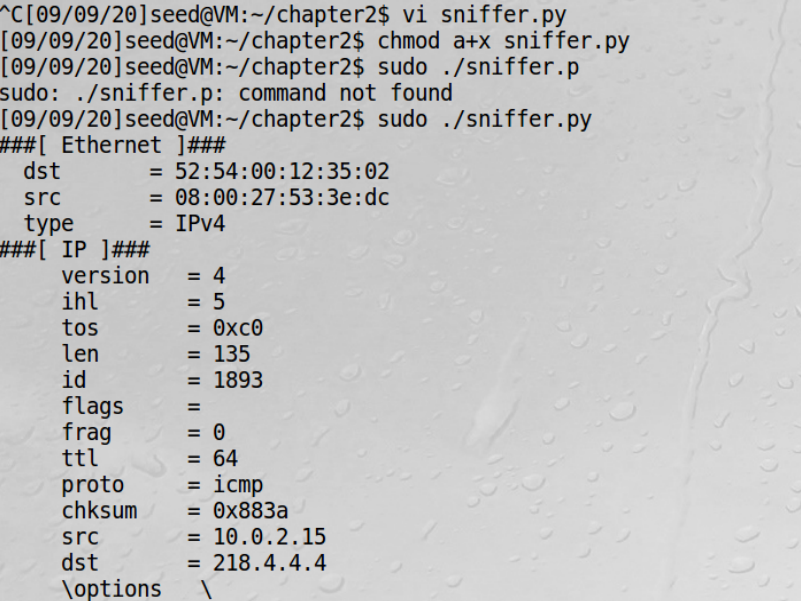 ^C[09/09/20]seed@VM:~/chapter2$ vi sniffer.py
[09/09/20]seed@VM:~/chapter2$ chmod a+x sniffer.py
[09/09/20]seed@VM:~/chapter2$ sudo ./sniffer.p
sudo: ./sniffer.p: command not found
[09/09/20]seed@VM:~/chapter2$ sudo ./sniffer.py
###[ Ethernet ]###
  dst       = 52:54:00:12:35:02
  src       = 08:00:27:53:3e:dc
  type      = IPv4
###[ IP ]###
     version   = 4
     ihl       = 5
     tos       = 0xc0
     len       = 135
     id        = 1893
     flags     =
     frag      = 0
     ttl       = 64
     proto     = icmp
     chksum    = 0x883a
     src       = 10.0.2.15
     dst       = 218.4.4.4
     \options   \